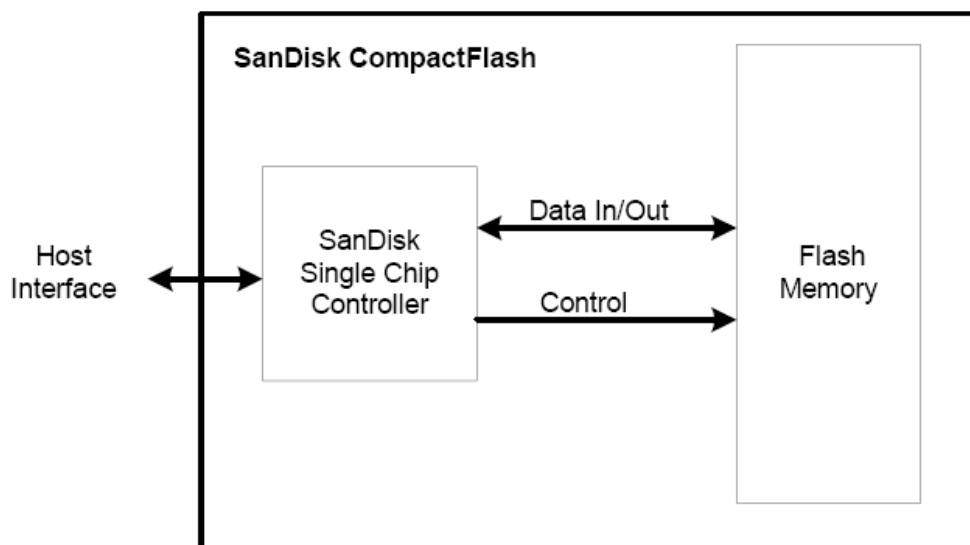 SanDisk CompactFlash
Host
Interface
SanDisk
Single Chip
Controller
Data In/Out
Control
Flash
Memory